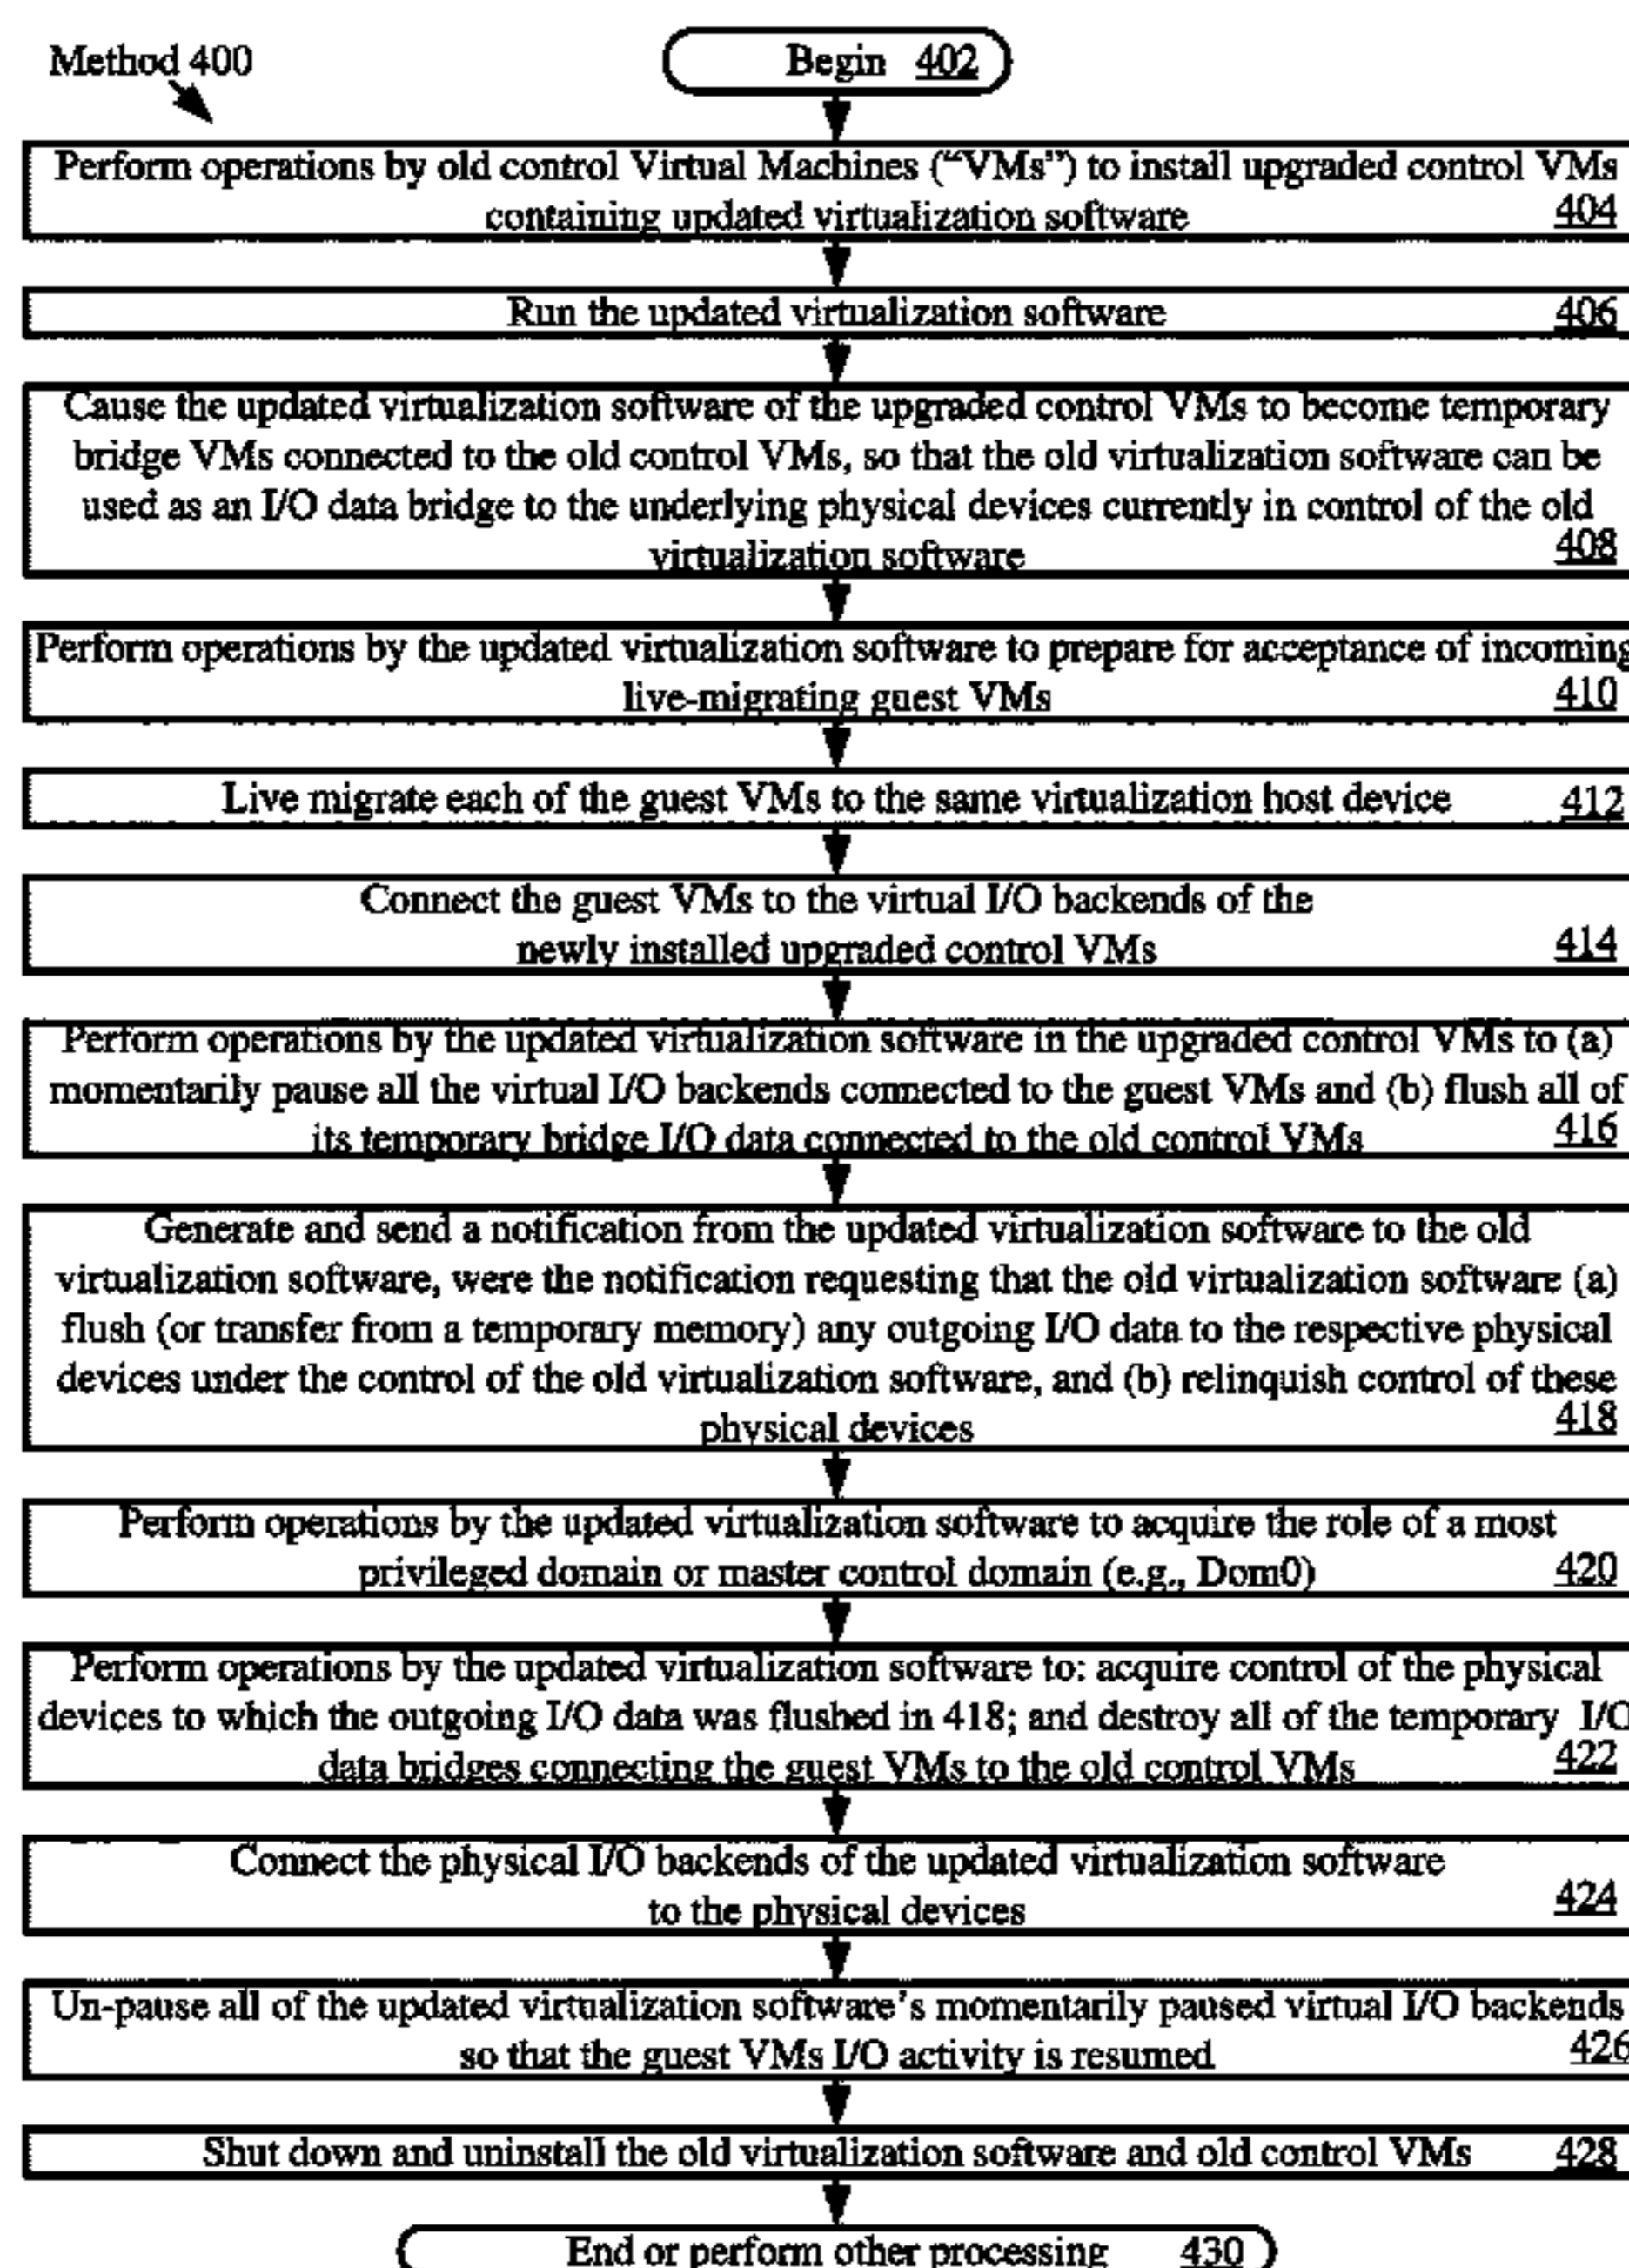 Method 400
Begin 402
Perform operations by old control Virtual Machines (“VMs”) to install upgraded control VMs
containing updated virtualization software 404
Run the updated virtualization software 406
Cause the updated virtualization software of the upgraded control VMs to become temporary
bridge VMs connected to the old control VMs, so that the old virtualization software can be
used as an I/O data bridge to the underlying physical devices currently in control of the old
virtualization software 408
Perform operations by the updated virtualization software to prepare for acceptance of incoming
live-migrating guest VMs 410
Live migrate each of the guest VMs to the same virtualization host device 412
Connect the guest VMs to the virtual I/O backends of the
newly installed upgraded control VMs 414
Perform operations by the updated virtualization software in the upgraded control VMs to (a)
momentarily pause all the virtual I/O backends connected to the guest VMs and (b) flush all of
its temporary bridge I/O data connected to the old control VMs 416
Generate and send a notification from the updated virtualization software to the old
virtualization software, were the notification requesting that the old virtualization software (a)
flush (or transfer from a temporary memory) any outgoing I/O data to the respective physical
devices under the control of the old virtualization software, and (b) relinquish control of these
physical devices 418
Perform operations by the updated virtualization software to acquire the role of a most
privileged domain or master control domain (e.g., Dom0) 420
Perform operations by the updated virtualization software to: acquire control of the physical
devices to which the outgoing I/O data was flushed in 418; and destroy all of the temporary I/O
data bridges connecting the guest VMs to the old control VMs 422
Connect the physical I/O backends of the updated virtualization software
to the physical devices 424
Un-pause all of the updated virtualization software’s momentarily paused virtual I/O backends
so that the guest VMs I/O activity is resumed 426
Shut down and uninstall the old virtualization software and old control VMs 428
End or perform other processing 430